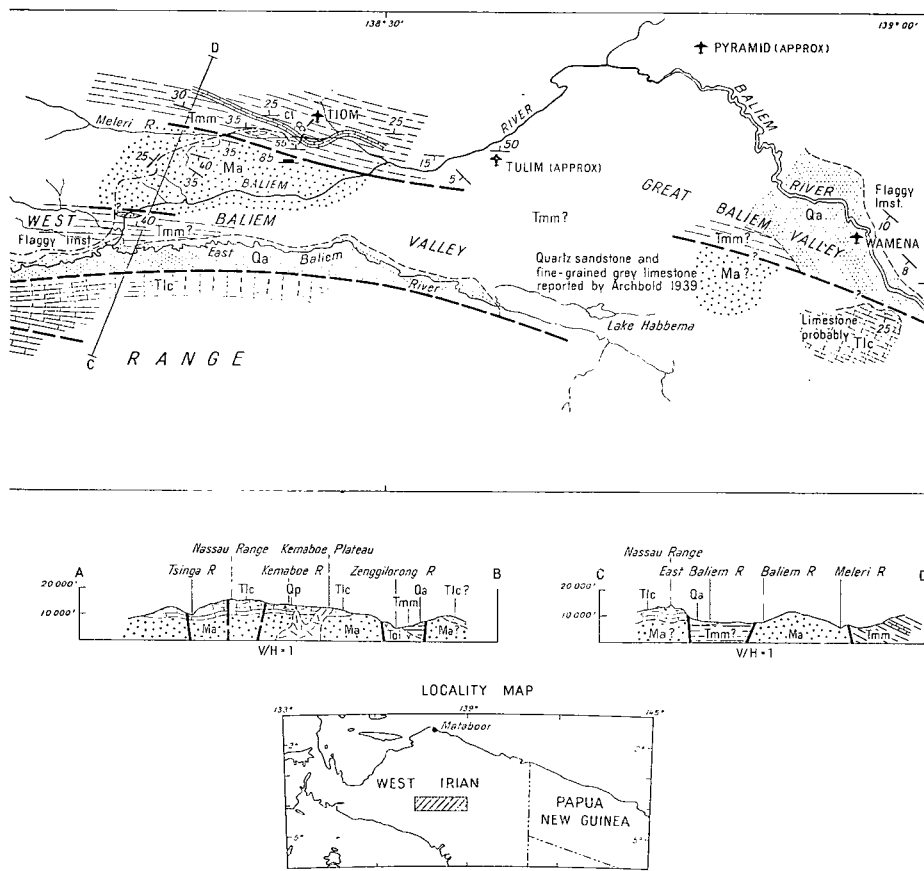 138° 30'
139° 00'
D
PYRAMID (APPROX)
30
25
cl
TIOM
Tmm
35
25
BALIEM
Meleri R.
8
55
RIVER
50
35
85
15
TULIM (APPROX)
25
Ma
40
35
5
GREAT
RIVER
Flaggy
lmst.
BALIEM
Qa
10
?
WEST
40
BALIEM
Tmm?
BALIEM
Tmm?
WAMENA
Flaggy lmst
Tmm?
VALLEY
VALLEY
East
Qa
Baliem
River
Quartz sandstone and
fine-grained grey limestone
reported by Archbold 1939
Ma?
8
Tlc
Lake Habbema
Limestone
probably
Tlc
25
C
RANGE
Nassau Range
Kemaboe Plateau
Nassau Range
A
Tsinga R
Kemaboe R
Zenggilorong R
B
C
East Baliem R
Baliem R
Meleri R
D
20 000'
Tlc
Qp
Tlc
Tmm
Qa
Tlc?
20 000'
Tlc
Qa
10 000'
10 000'
Ma
Ma
Ma?
Ma?
Tmm?
Ma
Tmm
V/H = 1
V/H = 1
LOCALITY MAP
133°
139°
145°
Mataboor
WEST IRIAN
PAPUA
NEW GUINEA